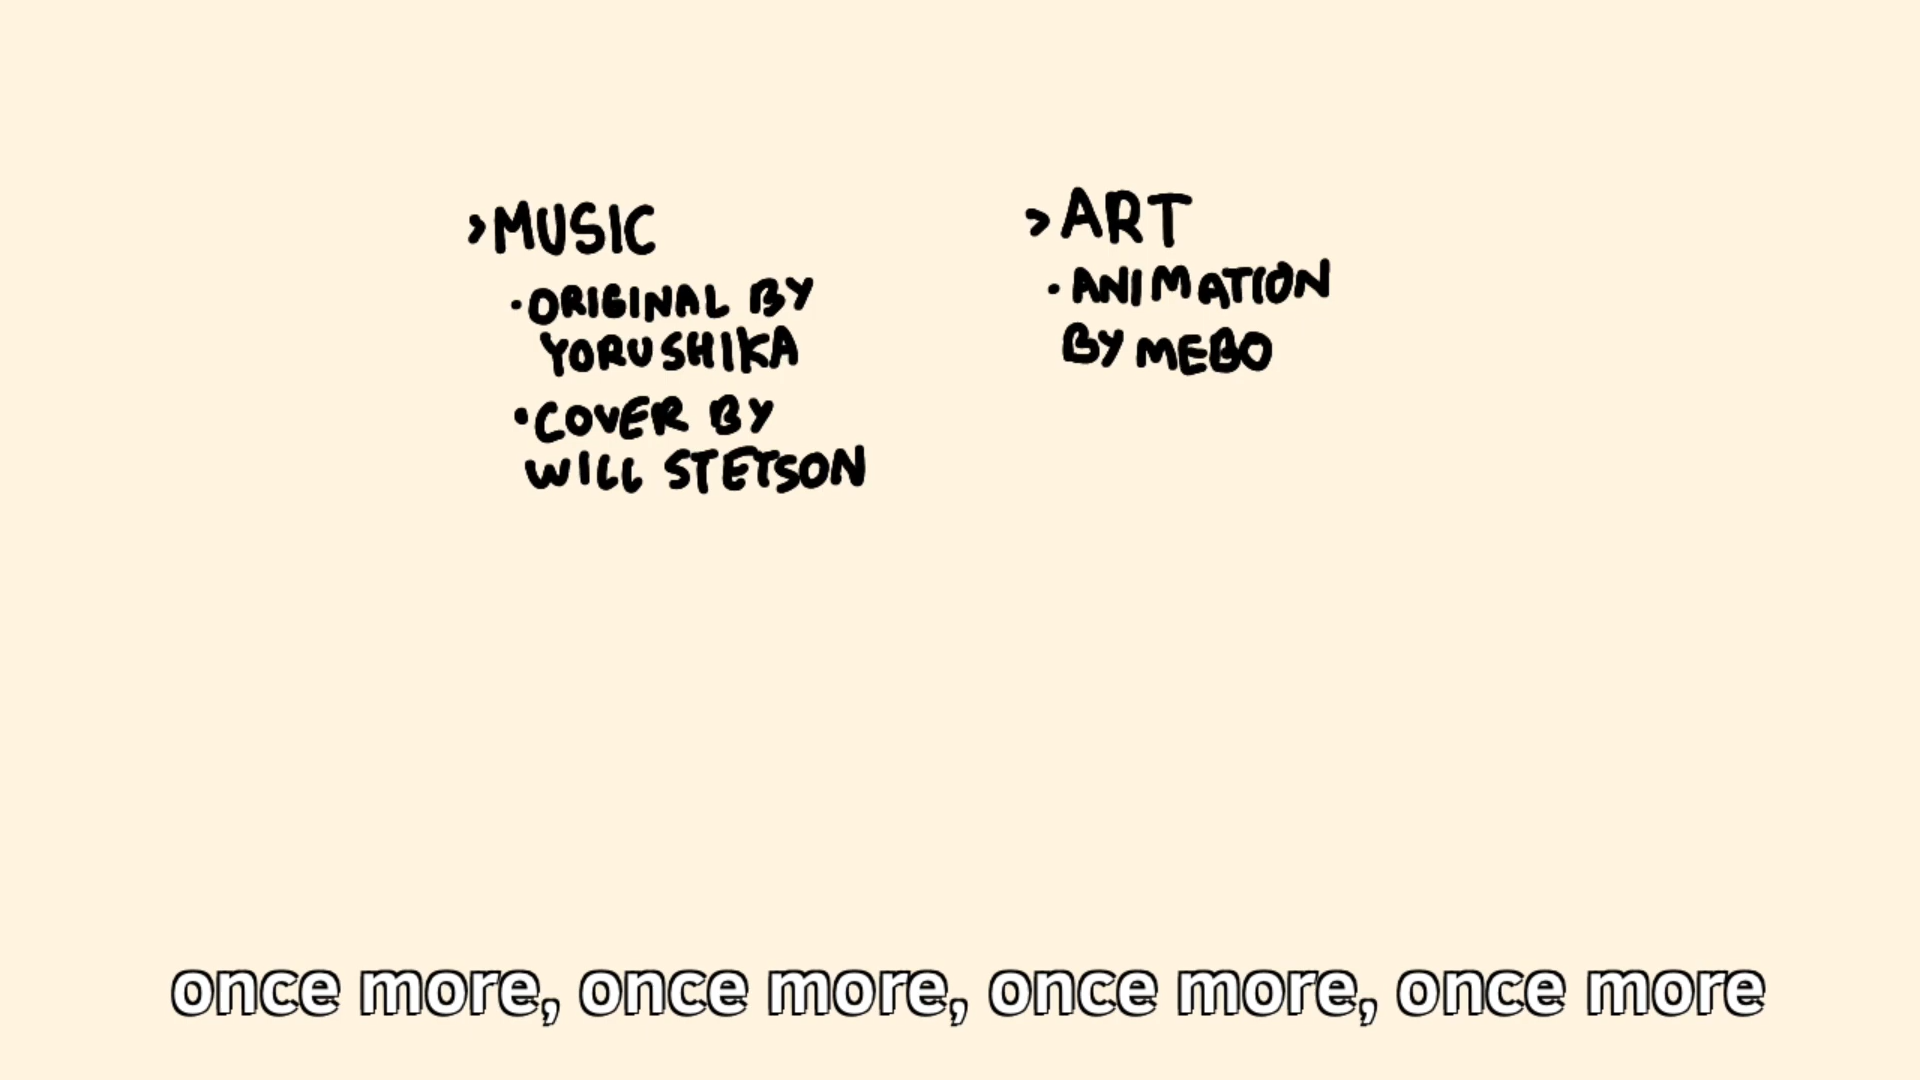 >MUSIC
·ORIGINAL BY
YORUSHIKA
·COVER BY
WILL STETSON
>ART
·ANIMATION
BY MEBO
once more, once more, once more, once more